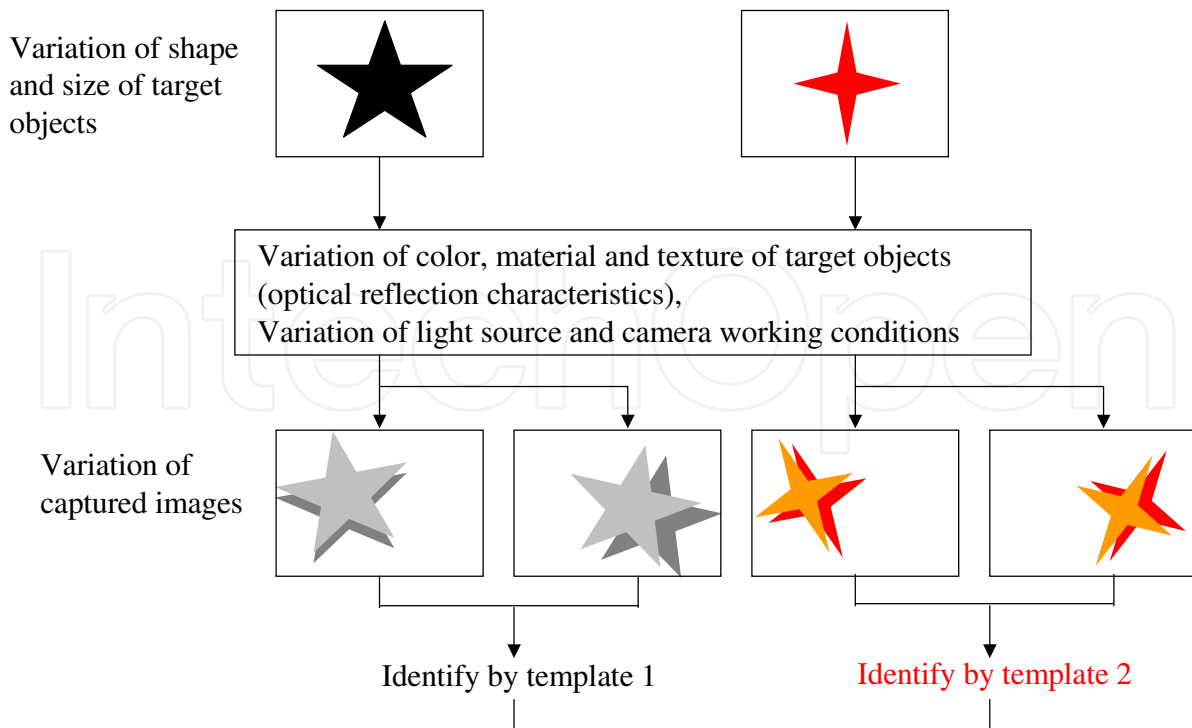 Variation of shape
and size of target
objects
Variation of color, material and texture of target objects
(optical reflection characteristics),
Variation of light source and camera working conditions
IntechOpen
Variation of
captured images
Identify by template 1
Identify by template 2